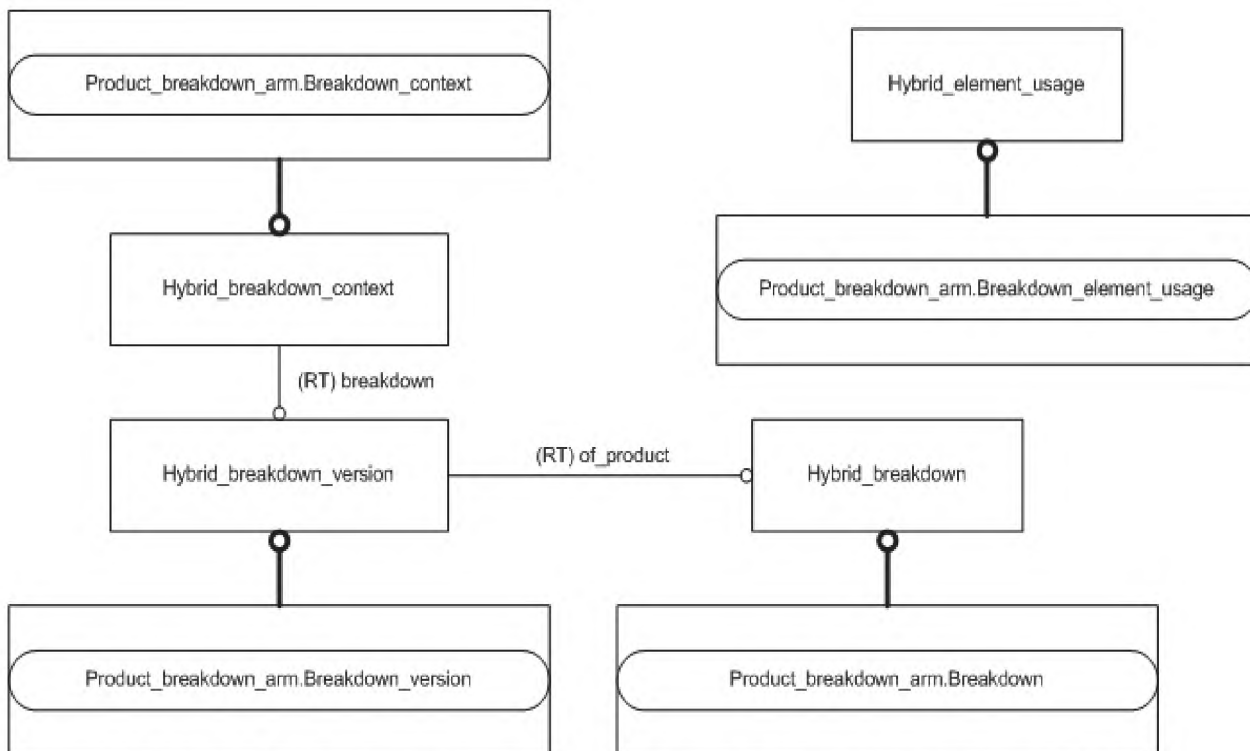 Product_breakdown_arm.Breakdown_context
Hybrid_element_usage
Hybrid_breakdown_context
Product_breakdown_arm.Breakdown_element_usage
(RT) breakdown
Hybrid_breakdown_version
(RT) of_product
Hybrid_breakdown
Product_breakdown_arm.Breakdown_version
Product_breakdown_arm.Breakdown